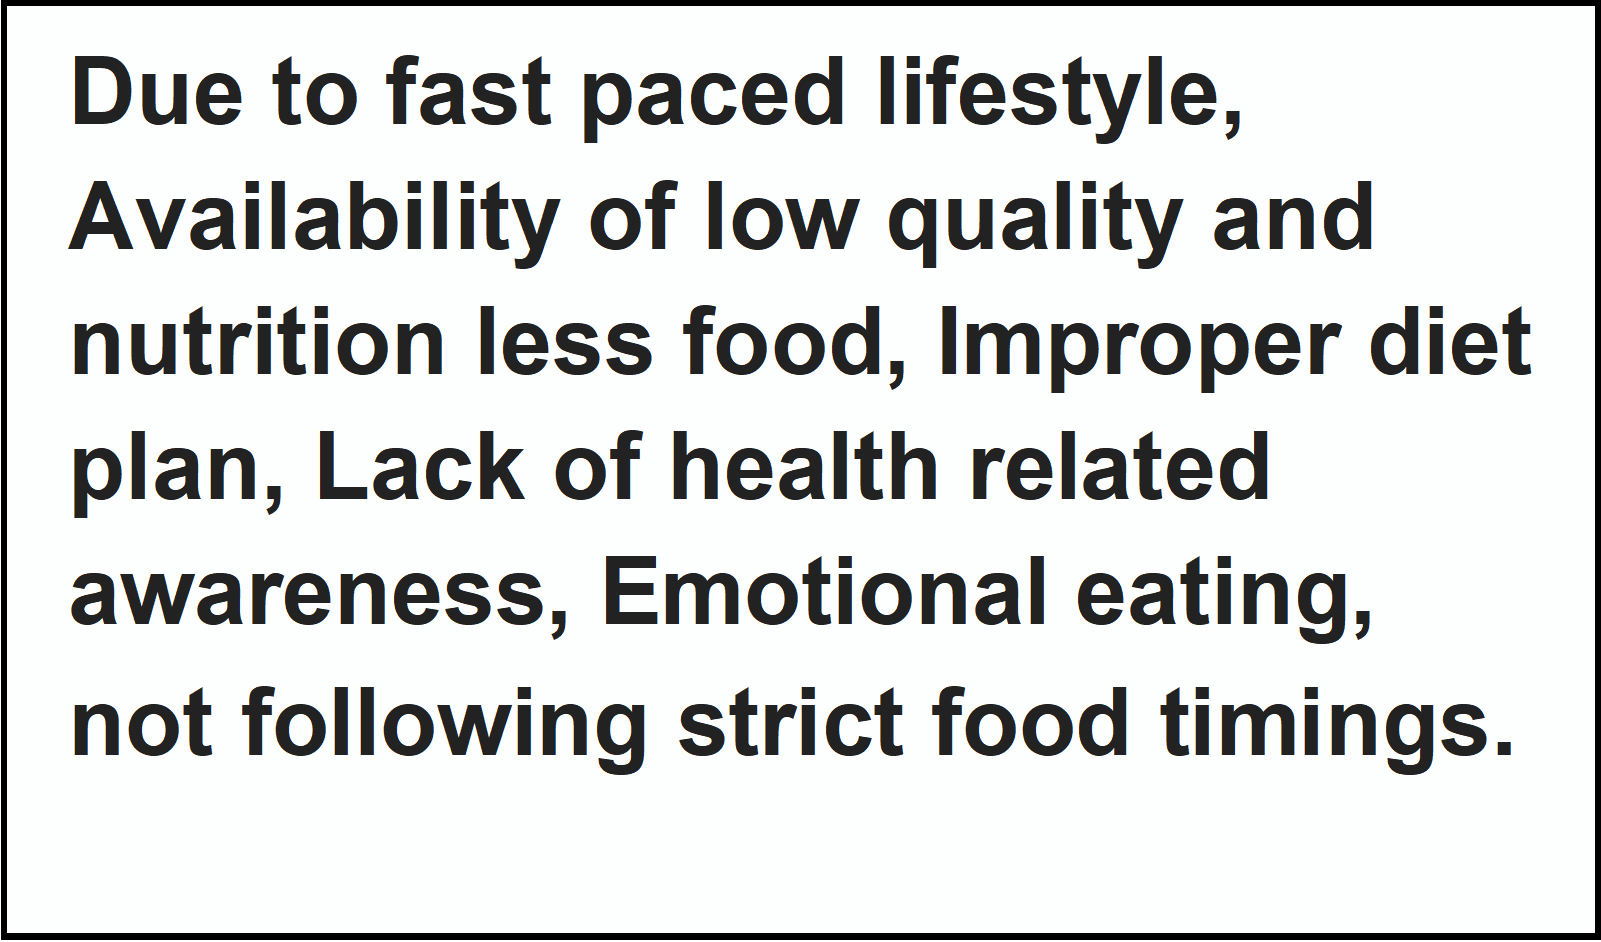 Due to fast paced lifestyle,
Availability of low quality and
nutrition less food, Improper diet
plan, Lack of health related
awareness, Emotional eating,
not following strict food timings.